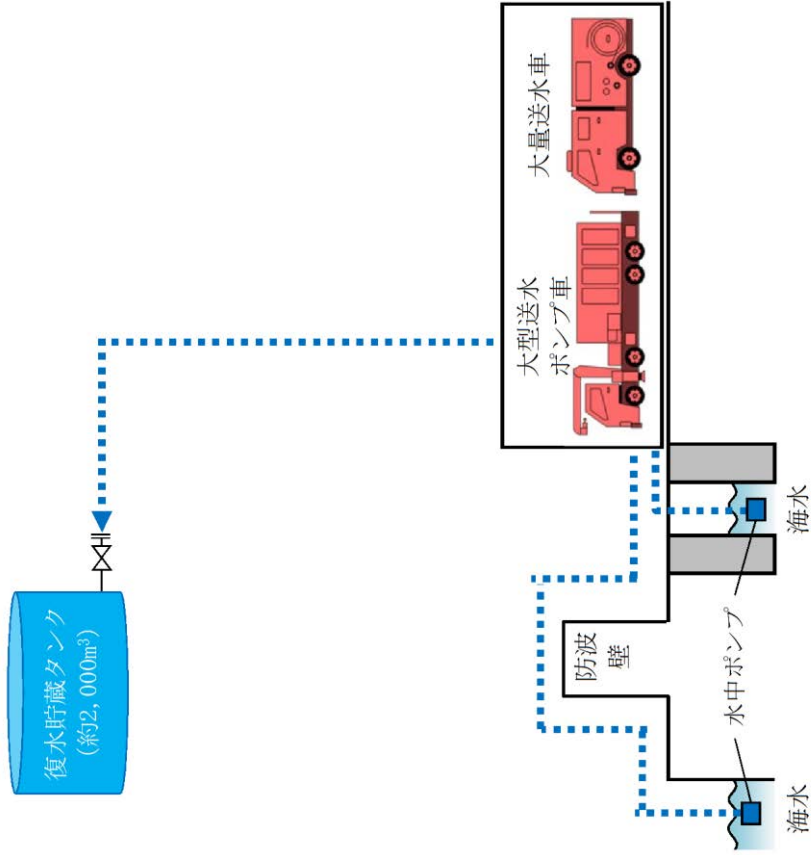 復水貯蔵タンク
(約2,000m³)
大型送水
ポンプ車
大量送水車
防波
壁
水中ポンプ
海水
海水